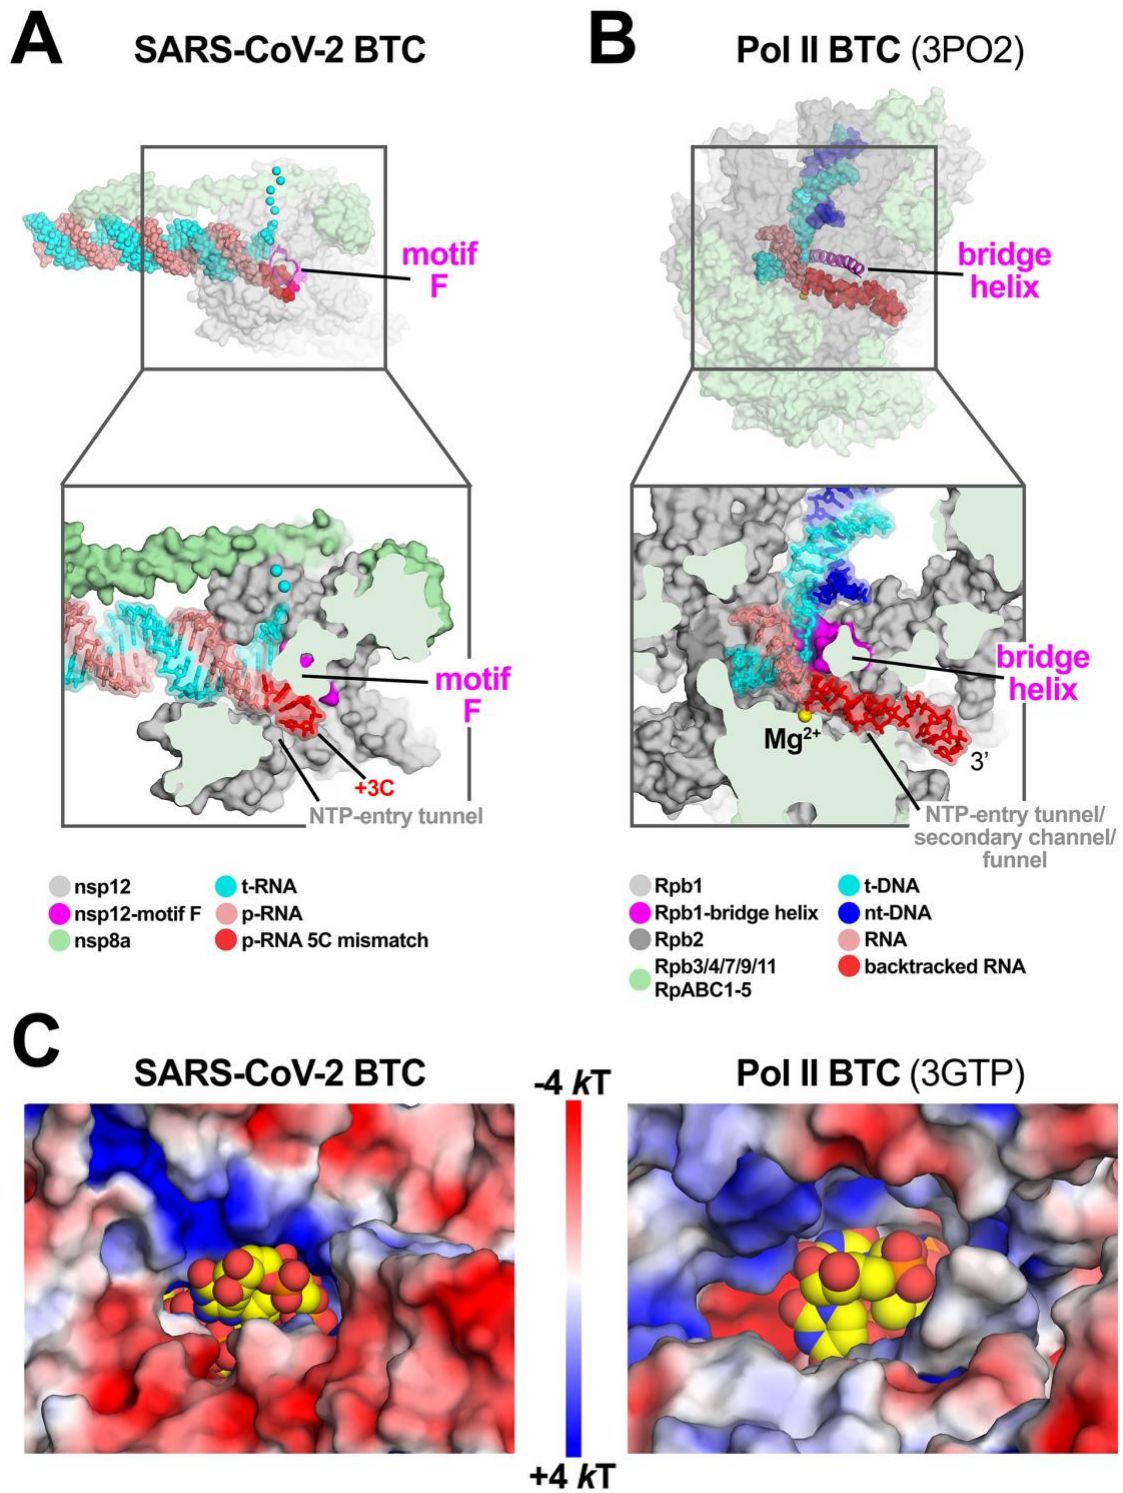 A
SARS-CoV-2 BTC
B
Pol II BTC (3PO2)
motif
F
bridge
helix
motif
F
+3C
NTP-entry tunnel
bridge
helix
Mg2+
3’
NTP-entry tunnel/
secondary channel/
funnel
nsp12
nsp12-motif F
nsp8a
t-RNA
p-RNA
p-RNA 5C mismatch
Rpb1
Rpb1-bridge helix
Rpb2
Rpb3/4/7/9/11
RpABC1-5
t-DNA
nt-DNA
RNA
backtracked RNA
C
SARS-CoV-2 BTC
-4 kT
Pol II BTC (3GTP)
+4 kT